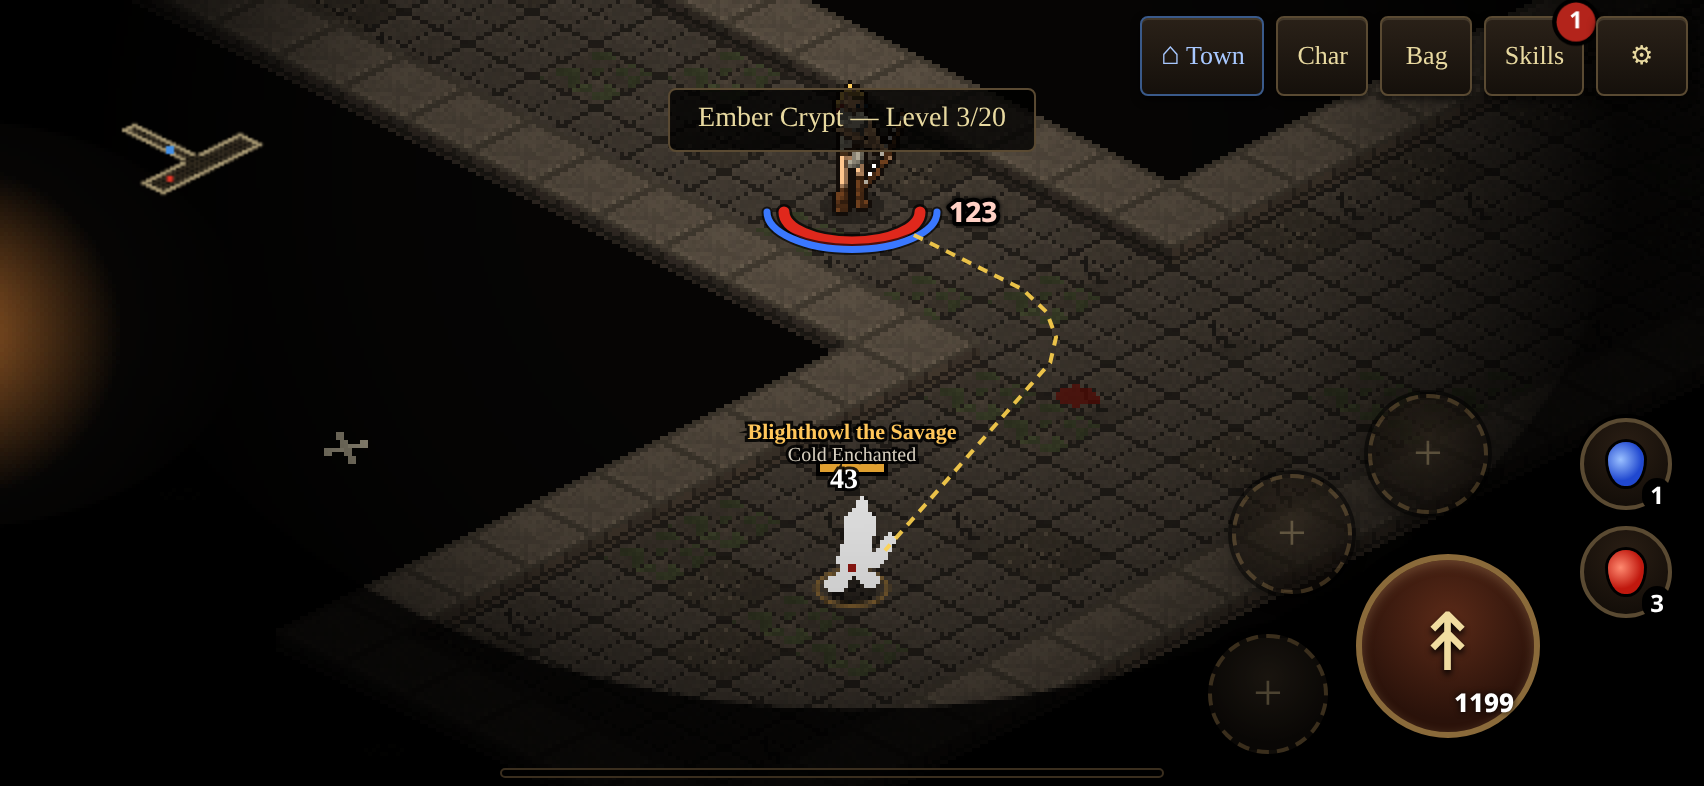 Town
Char
Bag
Skills
1
Ember Crypt — Level 3/20
123
Blighthowl the Savage
Cold Enchanted
43
1
3
1199